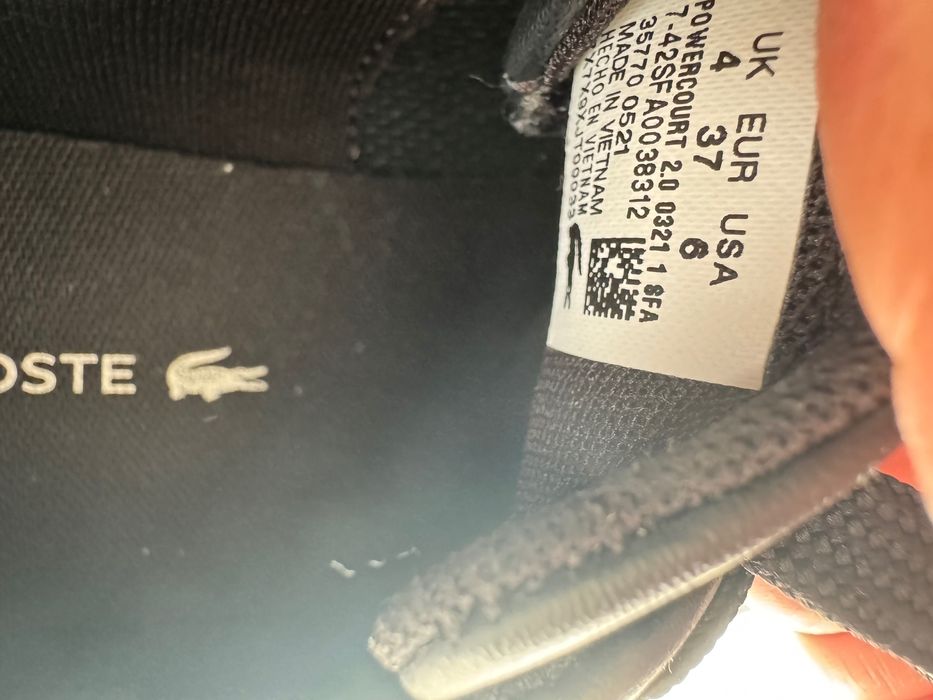 UK EUR USA
4 37 6
POWERCOURT 2.0 0321 1 SFA
7-42SFA0038312
35770 0521
MADE IN VIETNAM
HECHO EN VIETNAM
OSTE